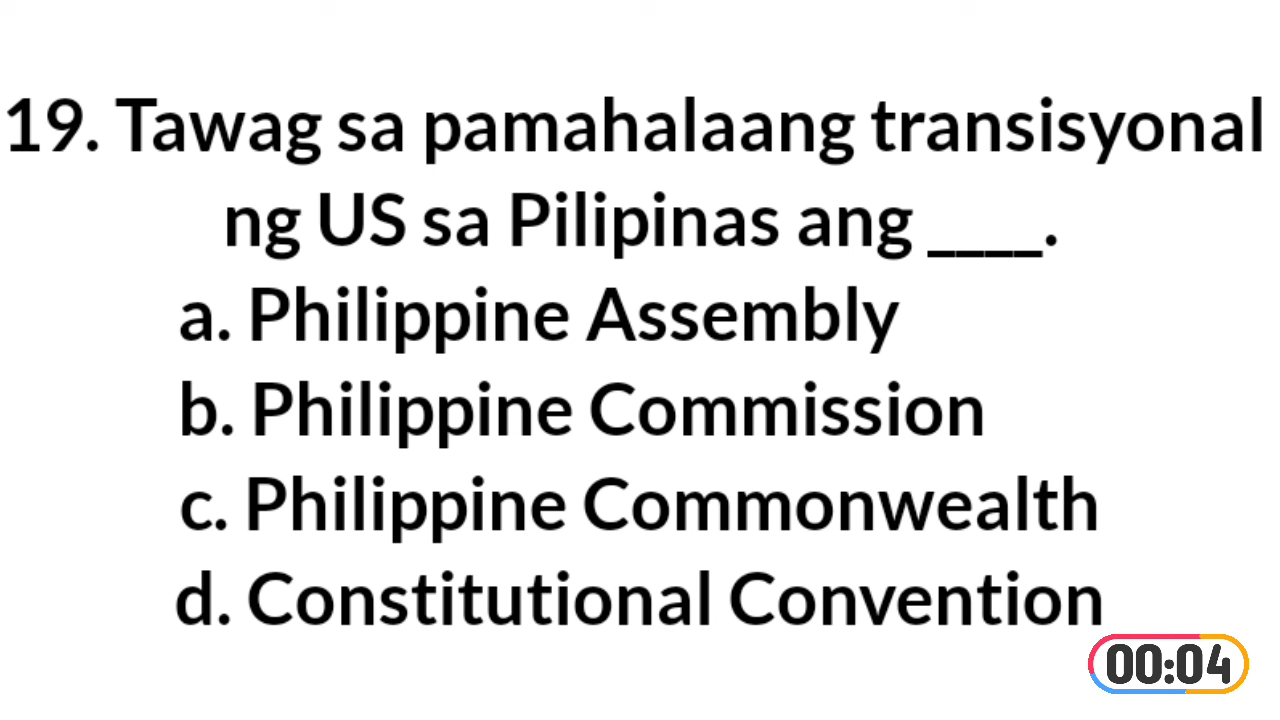 19. Tawag sa pamahalaang transisyonal
ng US sa Pilipinas ang ____.
a. Philippine Assembly
b. Philippine Commission
c. Philippine Commonwealth
d. Constitutional Convention
00:04